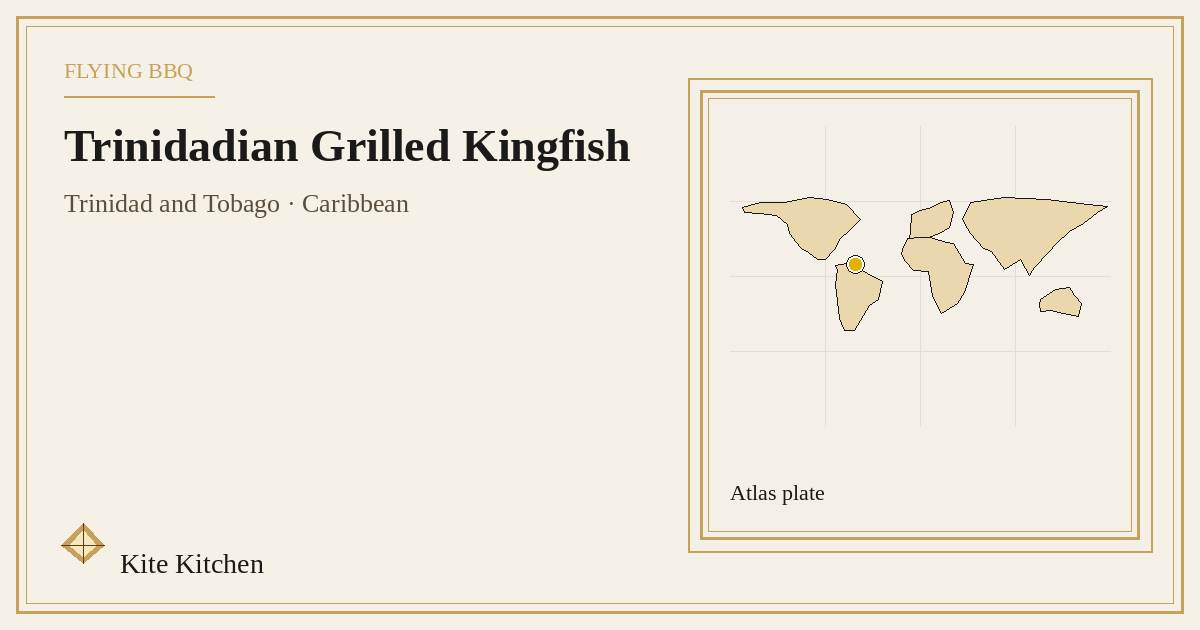 FLYING BBQ
Trinidadian Grilled Kingfish
Trinidad and Tobago · Caribbean
Atlas plate
Kite Kitchen